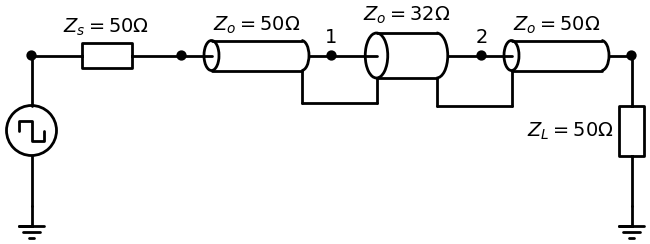 Z_s = 50Ω
Z_o = 50Ω
1
Z_o = 32Ω
2
Z_o = 50Ω
Z_L = 50Ω